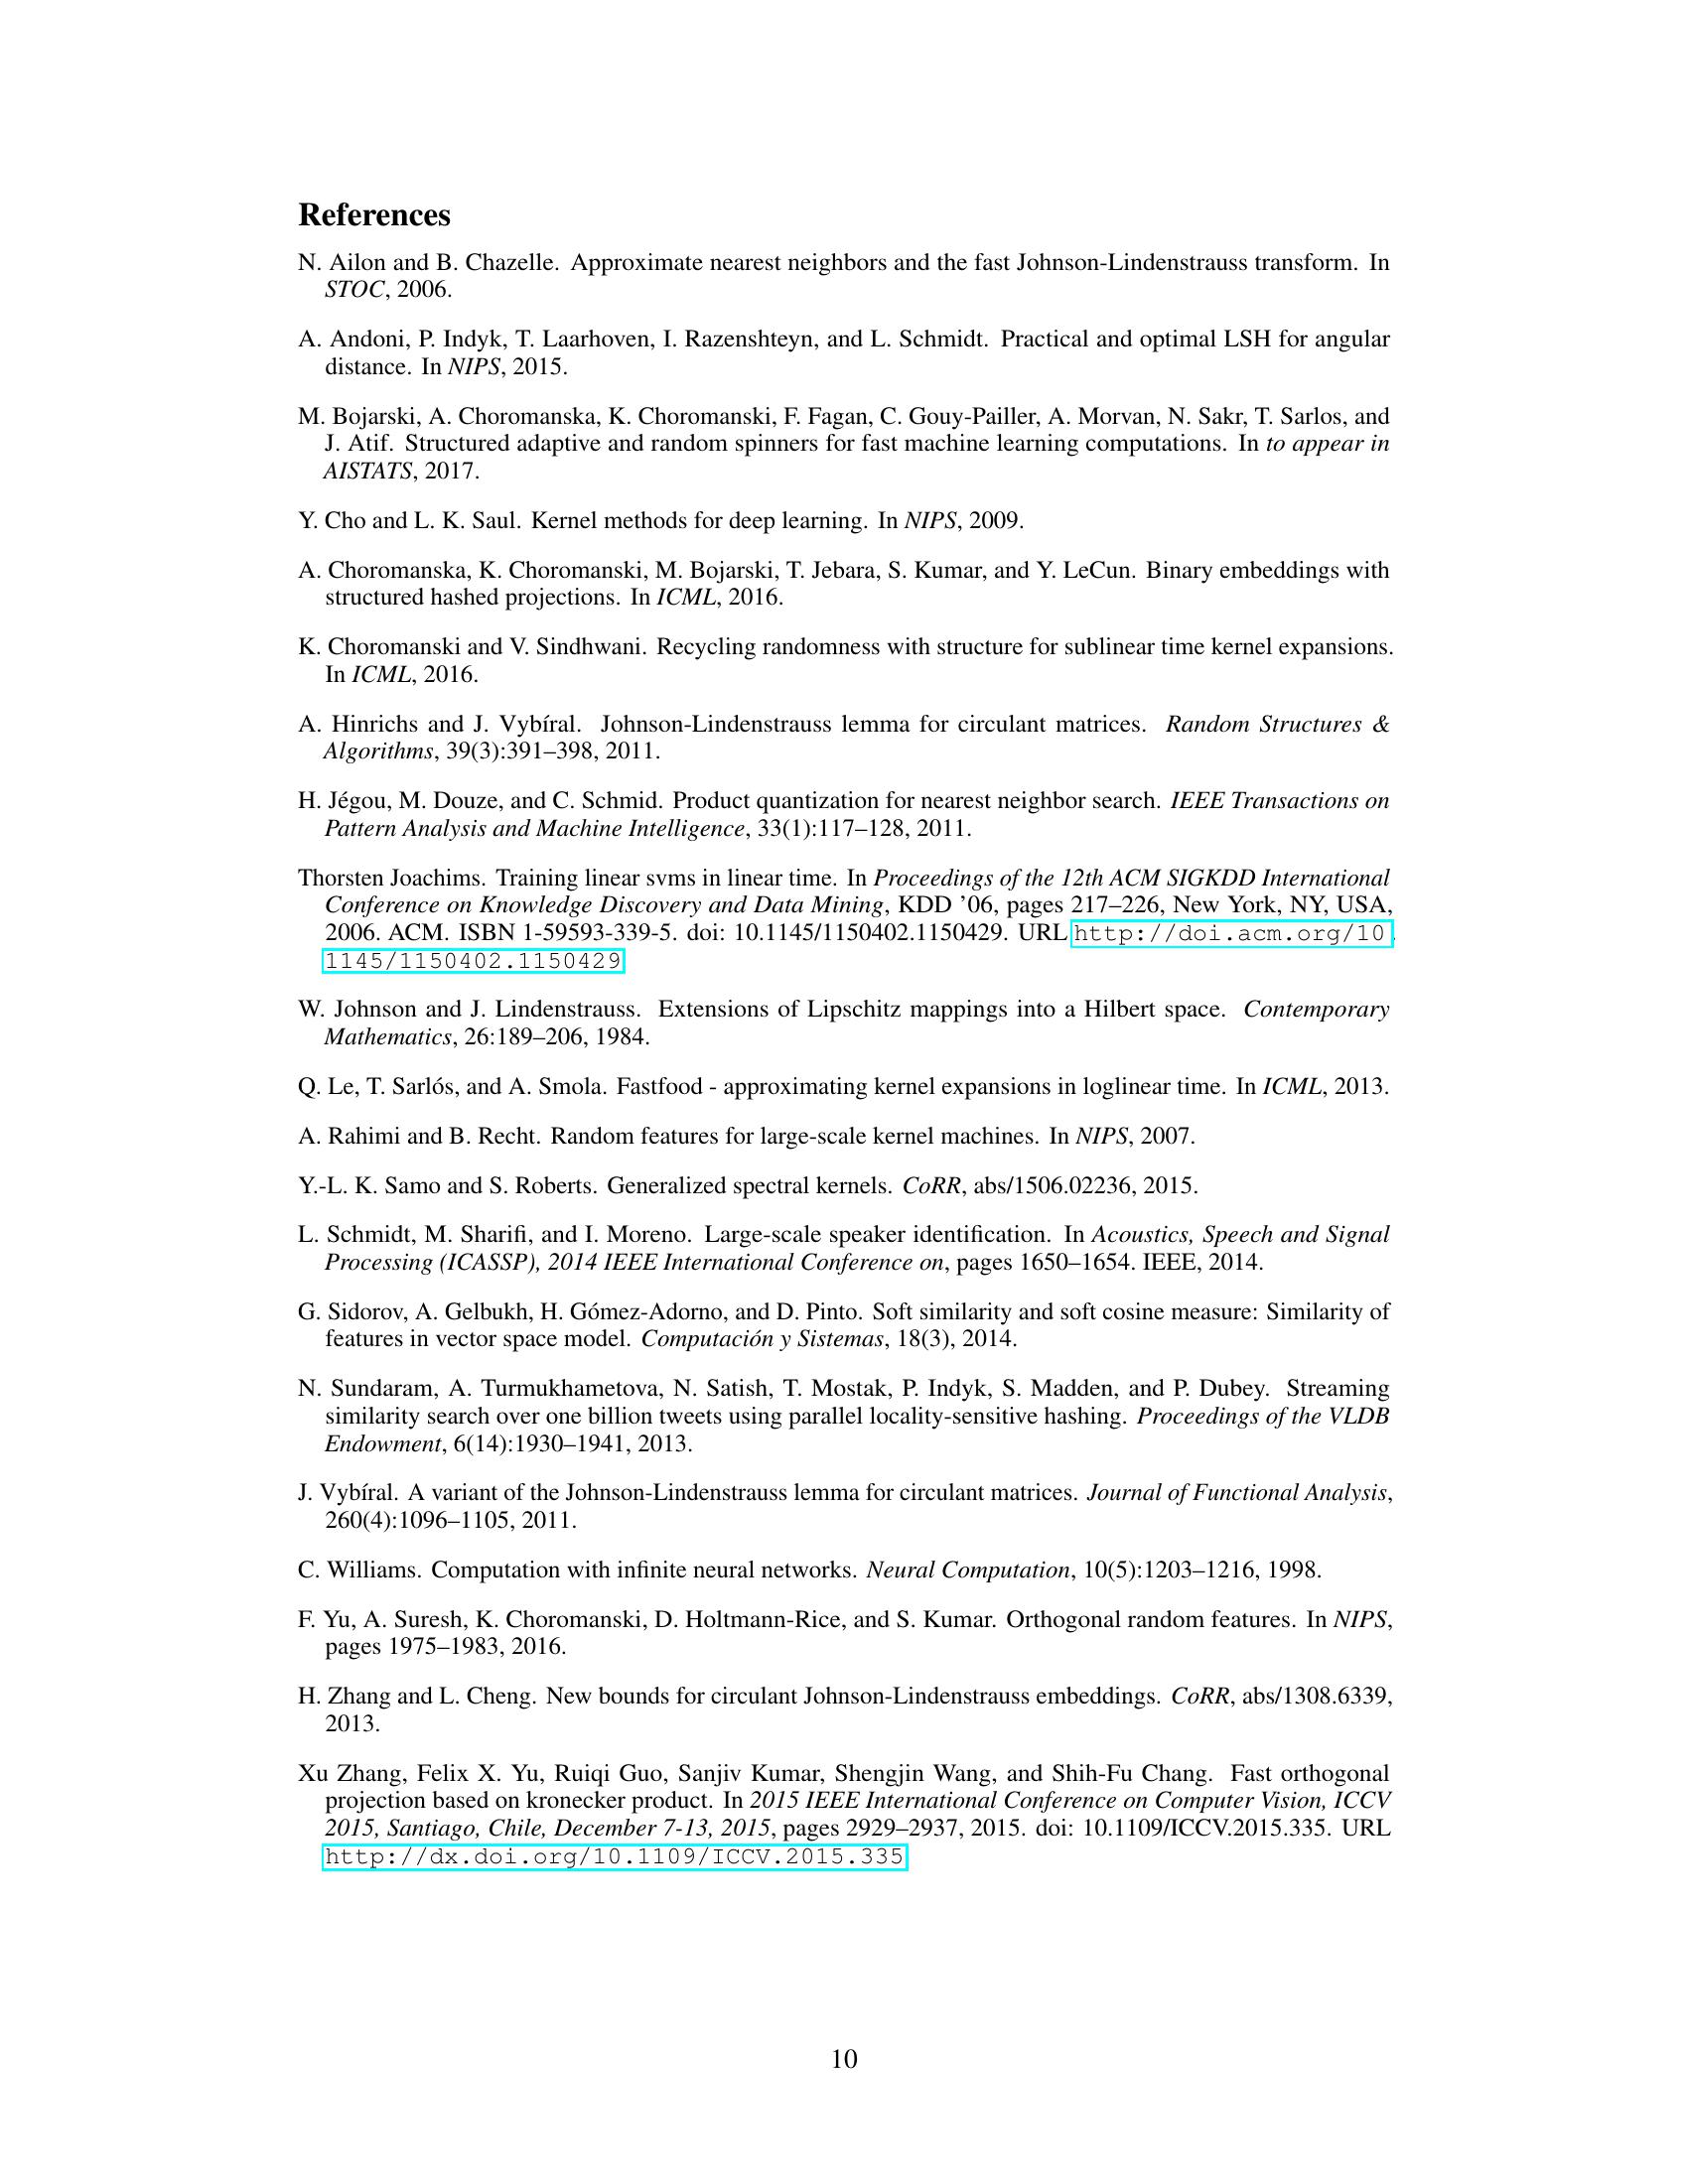 References
N. Ailon and B. Chazelle. Approximate nearest neighbors and the fast Johnson-Lindenstrauss transform. In
STOC, 2006.
A. Andoni, P. Indyk, T. Laarhoven, I. Razenshteyn, and L. Schmidt. Practical and optimal LSH for angular
distance. In NIPS, 2015.
M. Bojarski, A. Choromanska, K. Choromanski, F. Fagan, C. Gouy-Pailler, A. Morvan, N. Sakr, T. Sarlos, and
J. Atif. Structured adaptive and random spinners for fast machine learning computations. In to appear in
AISTATS, 2017.
Y. Cho and L. K. Saul. Kernel methods for deep learning. In NIPS, 2009.
A. Choromanska, K. Choromanski, M. Bojarski, T. Jebara, S. Kumar, and Y. LeCun. Binary embeddings with
structured hashed projections. In ICML, 2016.
K. Choromanski and V. Sindhwani. Recycling randomness with structure for sublinear time kernel expansions.
In ICML, 2016.
A. Hinrichs and J. Vybíral. Johnson-Lindenstrauss lemma for circulant matrices. Random Structures &
Algorithms, 39(3):391–398, 2011.
H. Jégou, M. Douze, and C. Schmid. Product quantization for nearest neighbor search. IEEE Transactions on
Pattern Analysis and Machine Intelligence, 33(1):117–128, 2011.
Thorsten Joachims. Training linear svms in linear time. In Proceedings of the 12th ACM SIGKDD International
Conference on Knowledge Discovery and Data Mining, KDD ’06, pages 217–226, New York, NY, USA,
2006. ACM. ISBN 1-59593-339-5. doi: 10.1145/1150402.1150429. URL http://doi.acm.org/10.
1145/1150402.1150429
W. Johnson and J. Lindenstrauss. Extensions of Lipschitz mappings into a Hilbert space. Contemporary
Mathematics, 26:189–206, 1984.
Q. Le, T. Sarlós, and A. Smola. Fastfood - approximating kernel expansions in loglinear time. In ICML, 2013.
A. Rahimi and B. Recht. Random features for large-scale kernel machines. In NIPS, 2007.
Y.-L. K. Samo and S. Roberts. Generalized spectral kernels. CoRR, abs/1506.02236, 2015.
L. Schmidt, M. Sharifi, and I. Moreno. Large-scale speaker identification. In Acoustics, Speech and Signal
Processing (ICASSP), 2014 IEEE International Conference on, pages 1650–1654. IEEE, 2014.
G. Sidorov, A. Gelbukh, H. Gómez-Adorno, and D. Pinto. Soft similarity and soft cosine measure: Similarity of
features in vector space model. Computación y Sistemas, 18(3), 2014.
N. Sundaram, A. Turmukhametova, N. Satish, T. Mostak, P. Indyk, S. Madden, and P. Dubey. Streaming
similarity search over one billion tweets using parallel locality-sensitive hashing. Proceedings of the VLDB
Endowment, 6(14):1930–1941, 2013.
J. Vybíral. A variant of the Johnson-Lindenstrauss lemma for circulant matrices. Journal of Functional Analysis,
260(4):1096–1105, 2011.
C. Williams. Computation with infinite neural networks. Neural Computation, 10(5):1203–1216, 1998.
F. Yu, A. Suresh, K. Choromanski, D. Holtmann-Rice, and S. Kumar. Orthogonal random features. In NIPS,
pages 1975–1983, 2016.
H. Zhang and L. Cheng. New bounds for circulant Johnson-Lindenstrauss embeddings. CoRR, abs/1308.6339,
2013.
Xu Zhang, Felix X. Yu, Ruiqi Guo, Sanjiv Kumar, Shengjin Wang, and Shih-Fu Chang. Fast orthogonal
projection based on kronecker product. In 2015 IEEE International Conference on Computer Vision, ICCV
2015, Santiago, Chile, December 7-13, 2015, pages 2929–2937, 2015. doi: 10.1109/ICCV.2015.335. URL
http://dx.doi.org/10.1109/ICCV.2015.335
10